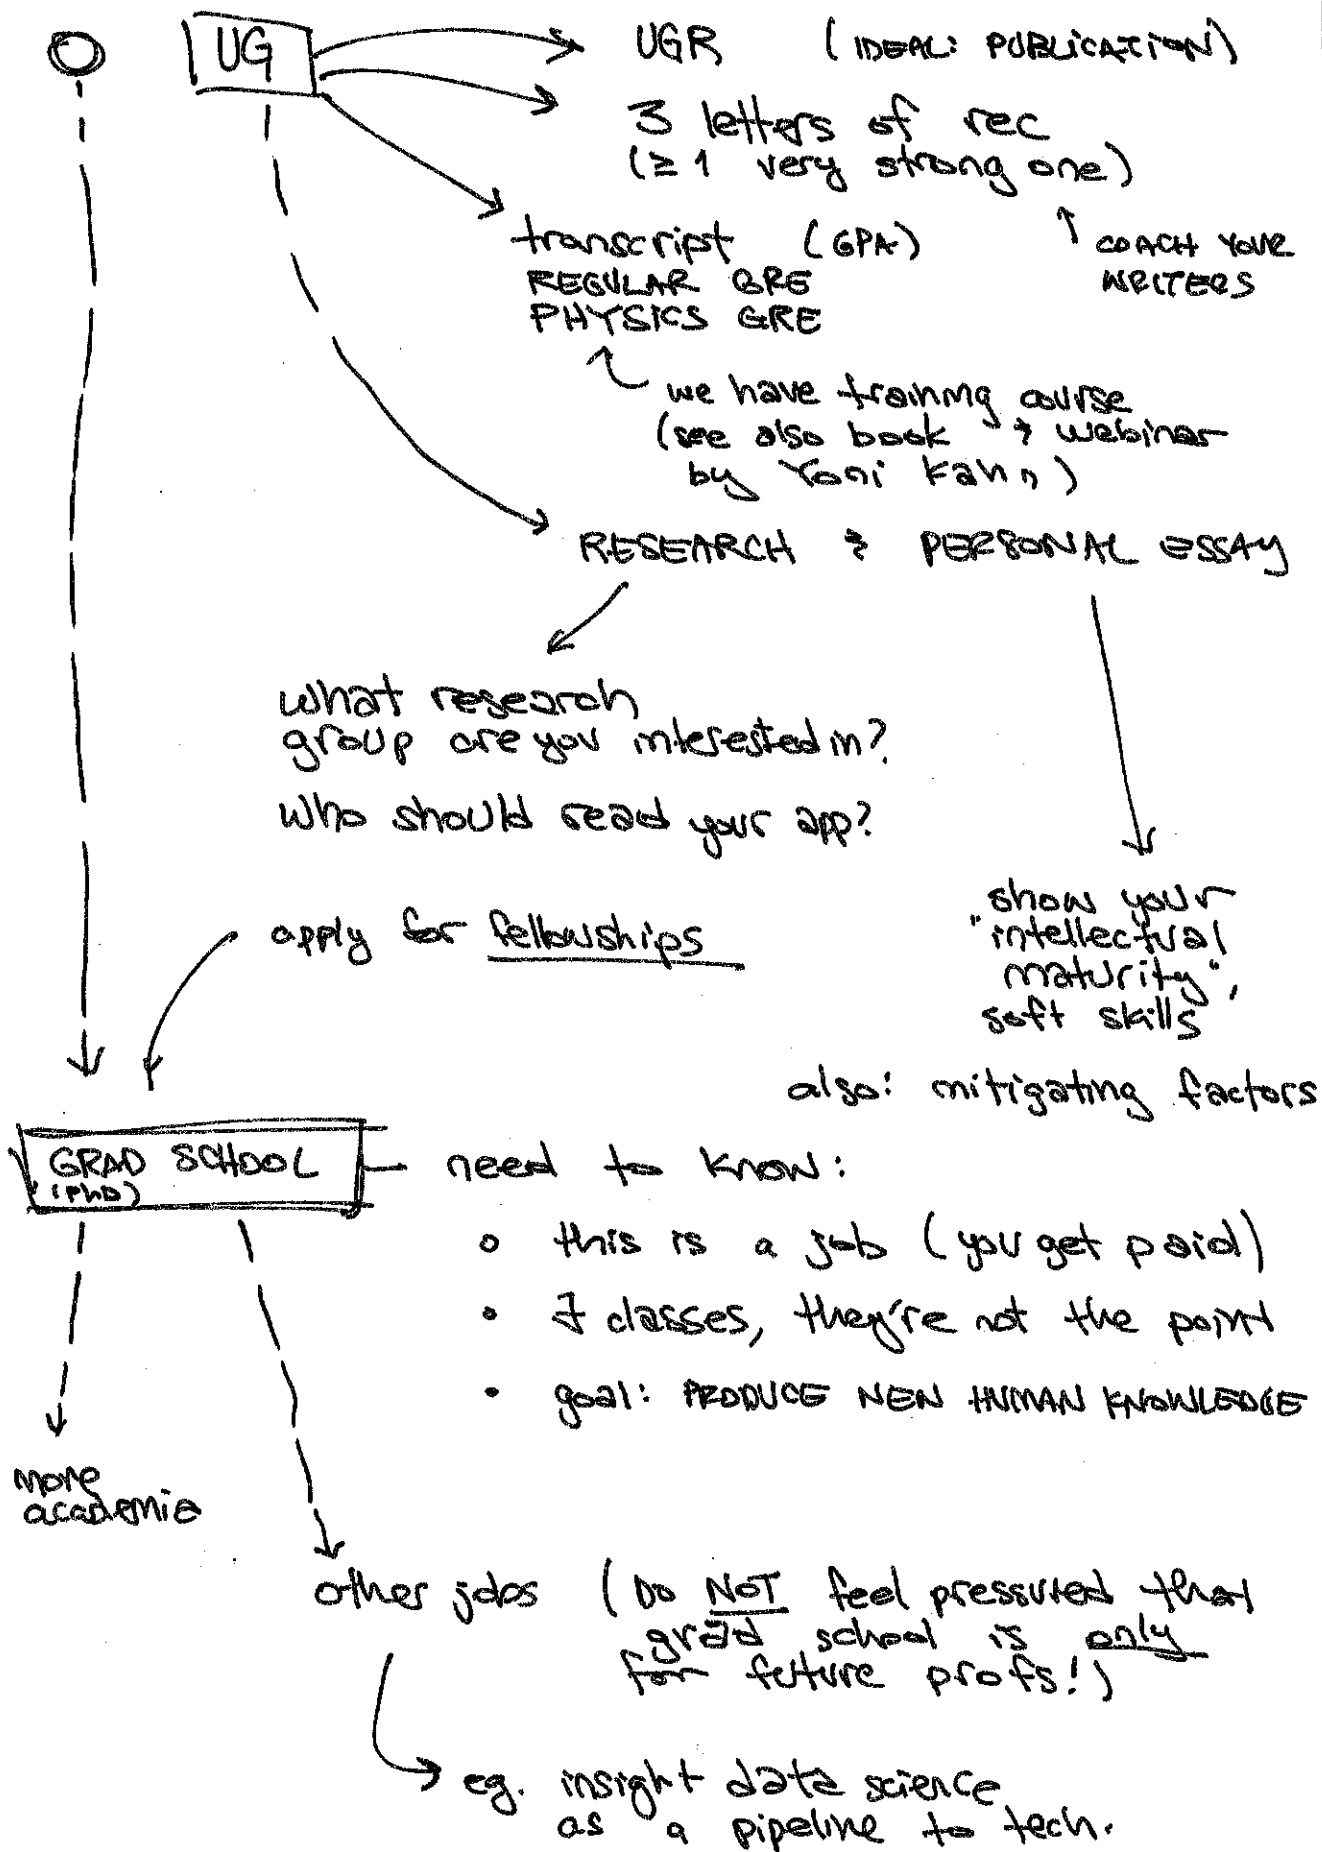 UG
UGR (IDEAL: PUBLICATION)
3 letters of rec
(≥ 1 very strong one)
↑ COACH YOUR
WRITERS
transcript (GPA)
REGULAR GRE
PHYSICS GRE
we have training course
(see also book & webinar
by Yoni Kahn)
RESEARCH & PERSONAL ESSAY
what research
group are you interested in?
who should read your app?
show your
"intellectual
maturity",
soft skills
also: mitigating factors
apply for fellowships
GRAD SCHOOL
(PhD)
need to know:
◦ this is a job (you get paid)
• ∃ classes, they're not the point
• goal: PRODUCE NEW HUMAN KNOWLEDGE
more
academia
other jobs (DO NOT feel pressured that
grad school is only
for future profs!)
eg. insight data science
as a pipeline to tech.